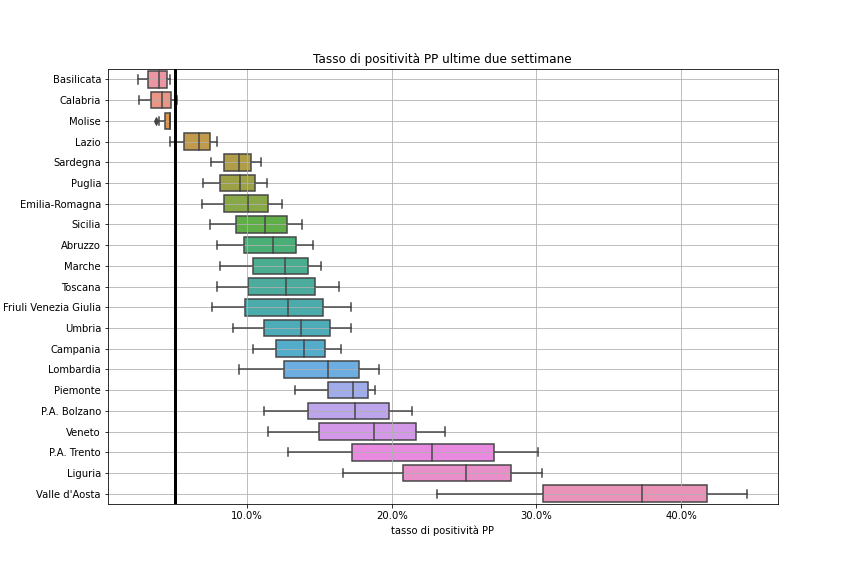 Tasso di positività PP ultime due settimane
Basilicata
Calabria
Molise
Lazio
Sardegna
Puglia
Emilia-Romagna
Sicilia
Abruzzo
Marche
Toscana
Friuli Venezia Giulia
Umbria
Campania
Lombardia
Piemonte
P.A. Bolzano
Veneto
P.A. Trento
Liguria
Valle d'Aosta
10.0% 20.0% 30.0% 40.0%
tasso di positività PP